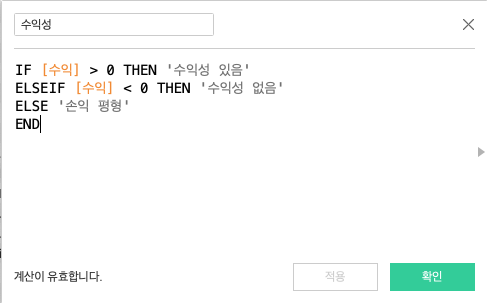 수익성
IF [수익] > 0 THEN '수익성 있음'
ELSEIF [수익] < 0 THEN '수익성 없음'
ELSE '손익 평형'
END
계산이 유효합니다.
적용
확인